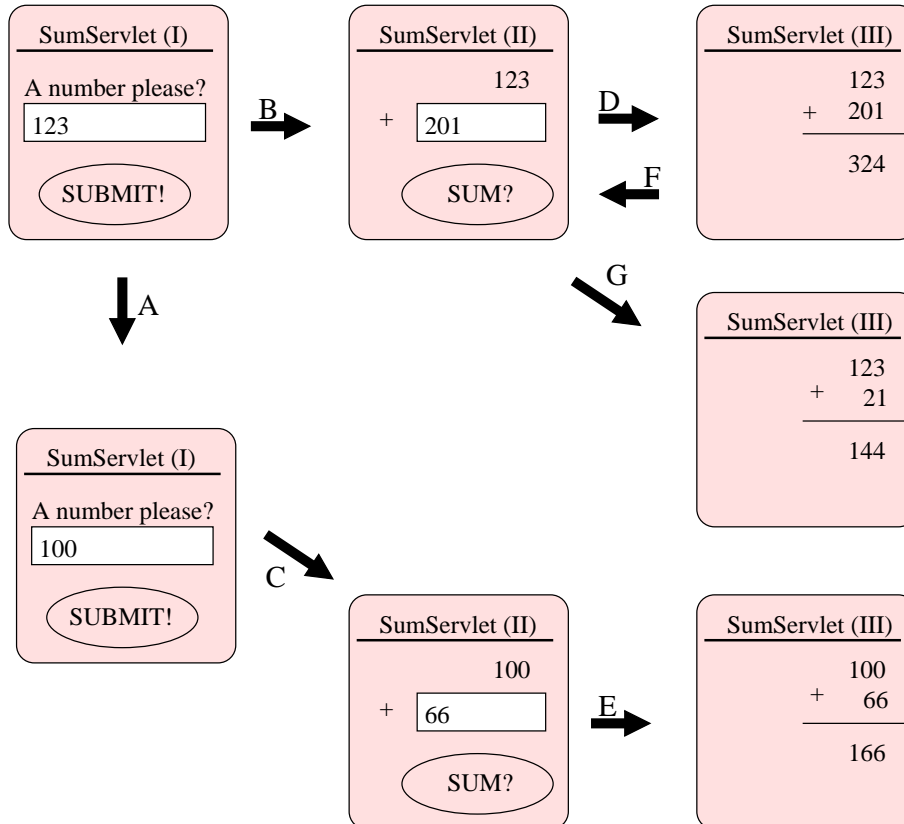 SumServlet (I)
A number please?
123
SUBMIT!
B
SumServlet (II)
123
+ 201
SUM?
D
F
SumServlet (III)
123
+ 201
324
A
G
SumServlet (III)
123
+ 21
144
SumServlet (I)
A number please?
100
SUBMIT!
C
SumServlet (II)
100
+ 66
SUM?
E
SumServlet (III)
100
+ 66
166